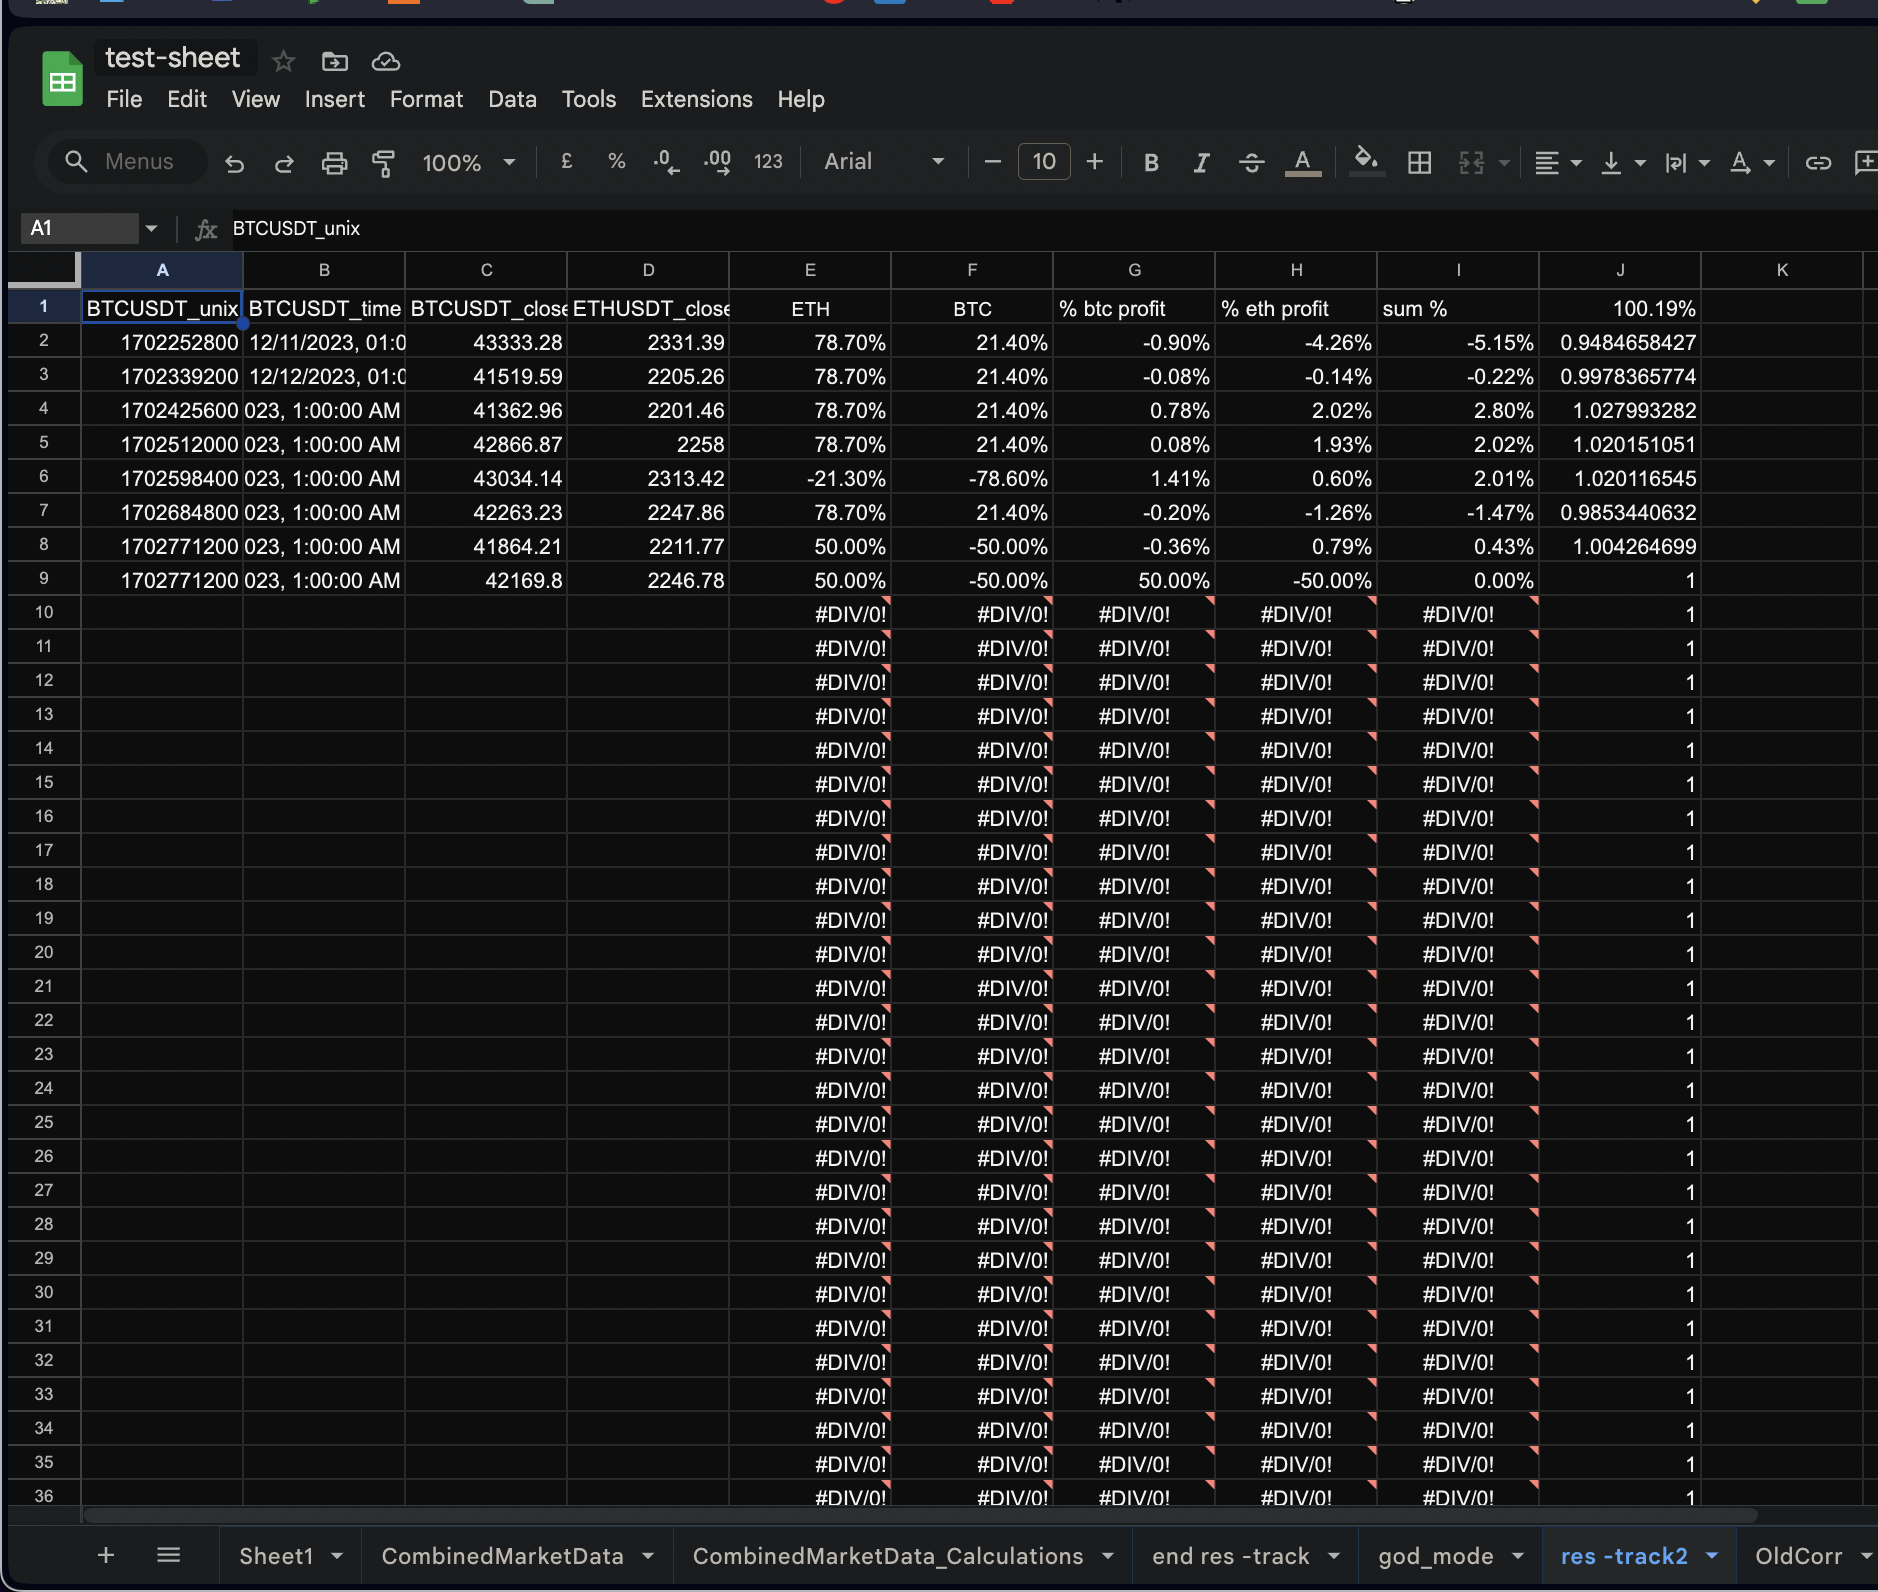 test-sheet
File Edit View Insert Format Data Tools Extensions Help
Menus 100% £ % .0 .00 123 Arial 10 B I S A A
A1 fx BTCUSDT_unix
A B C D E F G H I J K
1 BTCUSDT_unix BTCUSDT_time BTCUSDT_close ETHUSDT_close ETH BTC % btc profit % eth profit sum % 100.19%
2 1702252800 12/11/2023, 01:0 43333.28 2331.39 78.70% 21.40% -0.90% -4.26% -5.15% 0.9484658427
3 1702339200 12/12/2023, 01:0 41519.59 2205.26 78.70% 21.40% -0.08% -0.14% -0.22% 0.9978365774
4 1702425600 023, 1:00:00 AM 41362.96 2201.46 78.70% 21.40% 0.78% 2.02% 2.80% 1.027993282
5 1702512000 023, 1:00:00 AM 42866.87 2258 78.70% 21.40% 0.08% 1.93% 2.02% 1.020151051
6 1702598400 023, 1:00:00 AM 43034.14 2313.42 -21.30% -78.60% 1.41% 0.60% 2.01% 1.020116545
7 1702684800 023, 1:00:00 AM 42263.23 2247.86 78.70% 21.40% -0.20% -1.26% -1.47% 0.9853440632
8 1702771200 023, 1:00:00 AM 41864.21 2211.77 50.00% -50.00% -0.36% 0.79% 0.43% 1.004264699
9 1702771200 023, 1:00:00 AM 42169.8 2246.78 50.00% -50.00% 50.00% -50.00% 0.00% 1
10 #DIV/0! #DIV/0! #DIV/0! #DIV/0! #DIV/0! 1
11 #DIV/0! #DIV/0! #DIV/0! #DIV/0! #DIV/0! 1
12 #DIV/0! #DIV/0! #DIV/0! #DIV/0! #DIV/0! 1
13 #DIV/0! #DIV/0! #DIV/0! #DIV/0! #DIV/0! 1
14 #DIV/0! #DIV/0! #DIV/0! #DIV/0! #DIV/0! 1
15 #DIV/0! #DIV/0! #DIV/0! #DIV/0! #DIV/0! 1
16 #DIV/0! #DIV/0! #DIV/0! #DIV/0! #DIV/0! 1
17 #DIV/0! #DIV/0! #DIV/0! #DIV/0! #DIV/0! 1
18 #DIV/0! #DIV/0! #DIV/0! #DIV/0! #DIV/0! 1
19 #DIV/0! #DIV/0! #DIV/0! #DIV/0! #DIV/0! 1
20 #DIV/0! #DIV/0! #DIV/0! #DIV/0! #DIV/0! 1
21 #DIV/0! #DIV/0! #DIV/0! #DIV/0! #DIV/0! 1
22 #DIV/0! #DIV/0! #DIV/0! #DIV/0! #DIV/0! 1
23 #DIV/0! #DIV/0! #DIV/0! #DIV/0! #DIV/0! 1
24 #DIV/0! #DIV/0! #DIV/0! #DIV/0! #DIV/0! 1
25 #DIV/0! #DIV/0! #DIV/0! #DIV/0! #DIV/0! 1
26 #DIV/0! #DIV/0! #DIV/0! #DIV/0! #DIV/0! 1
27 #DIV/0! #DIV/0! #DIV/0! #DIV/0! #DIV/0! 1
28 #DIV/0! #DIV/0! #DIV/0! #DIV/0! #DIV/0! 1
29 #DIV/0! #DIV/0! #DIV/0! #DIV/0! #DIV/0! 1
30 #DIV/0! #DIV/0! #DIV/0! #DIV/0! #DIV/0! 1
31 #DIV/0! #DIV/0! #DIV/0! #DIV/0! #DIV/0! 1
32 #DIV/0! #DIV/0! #DIV/0! #DIV/0! #DIV/0! 1
33 #DIV/0! #DIV/0! #DIV/0! #DIV/0! #DIV/0! 1
34 #DIV/0! #DIV/0! #DIV/0! #DIV/0! #DIV/0! 1
35 #DIV/0! #DIV/0! #DIV/0! #DIV/0! #DIV/0! 1
36 #DIV/0! #DIV/0! #DIV/0! #DIV/0! #DIV/0! 1
Sheet1 CombinedMarketData CombinedMarketData_Calculations end res -track god_mode res -track2 OldCorr